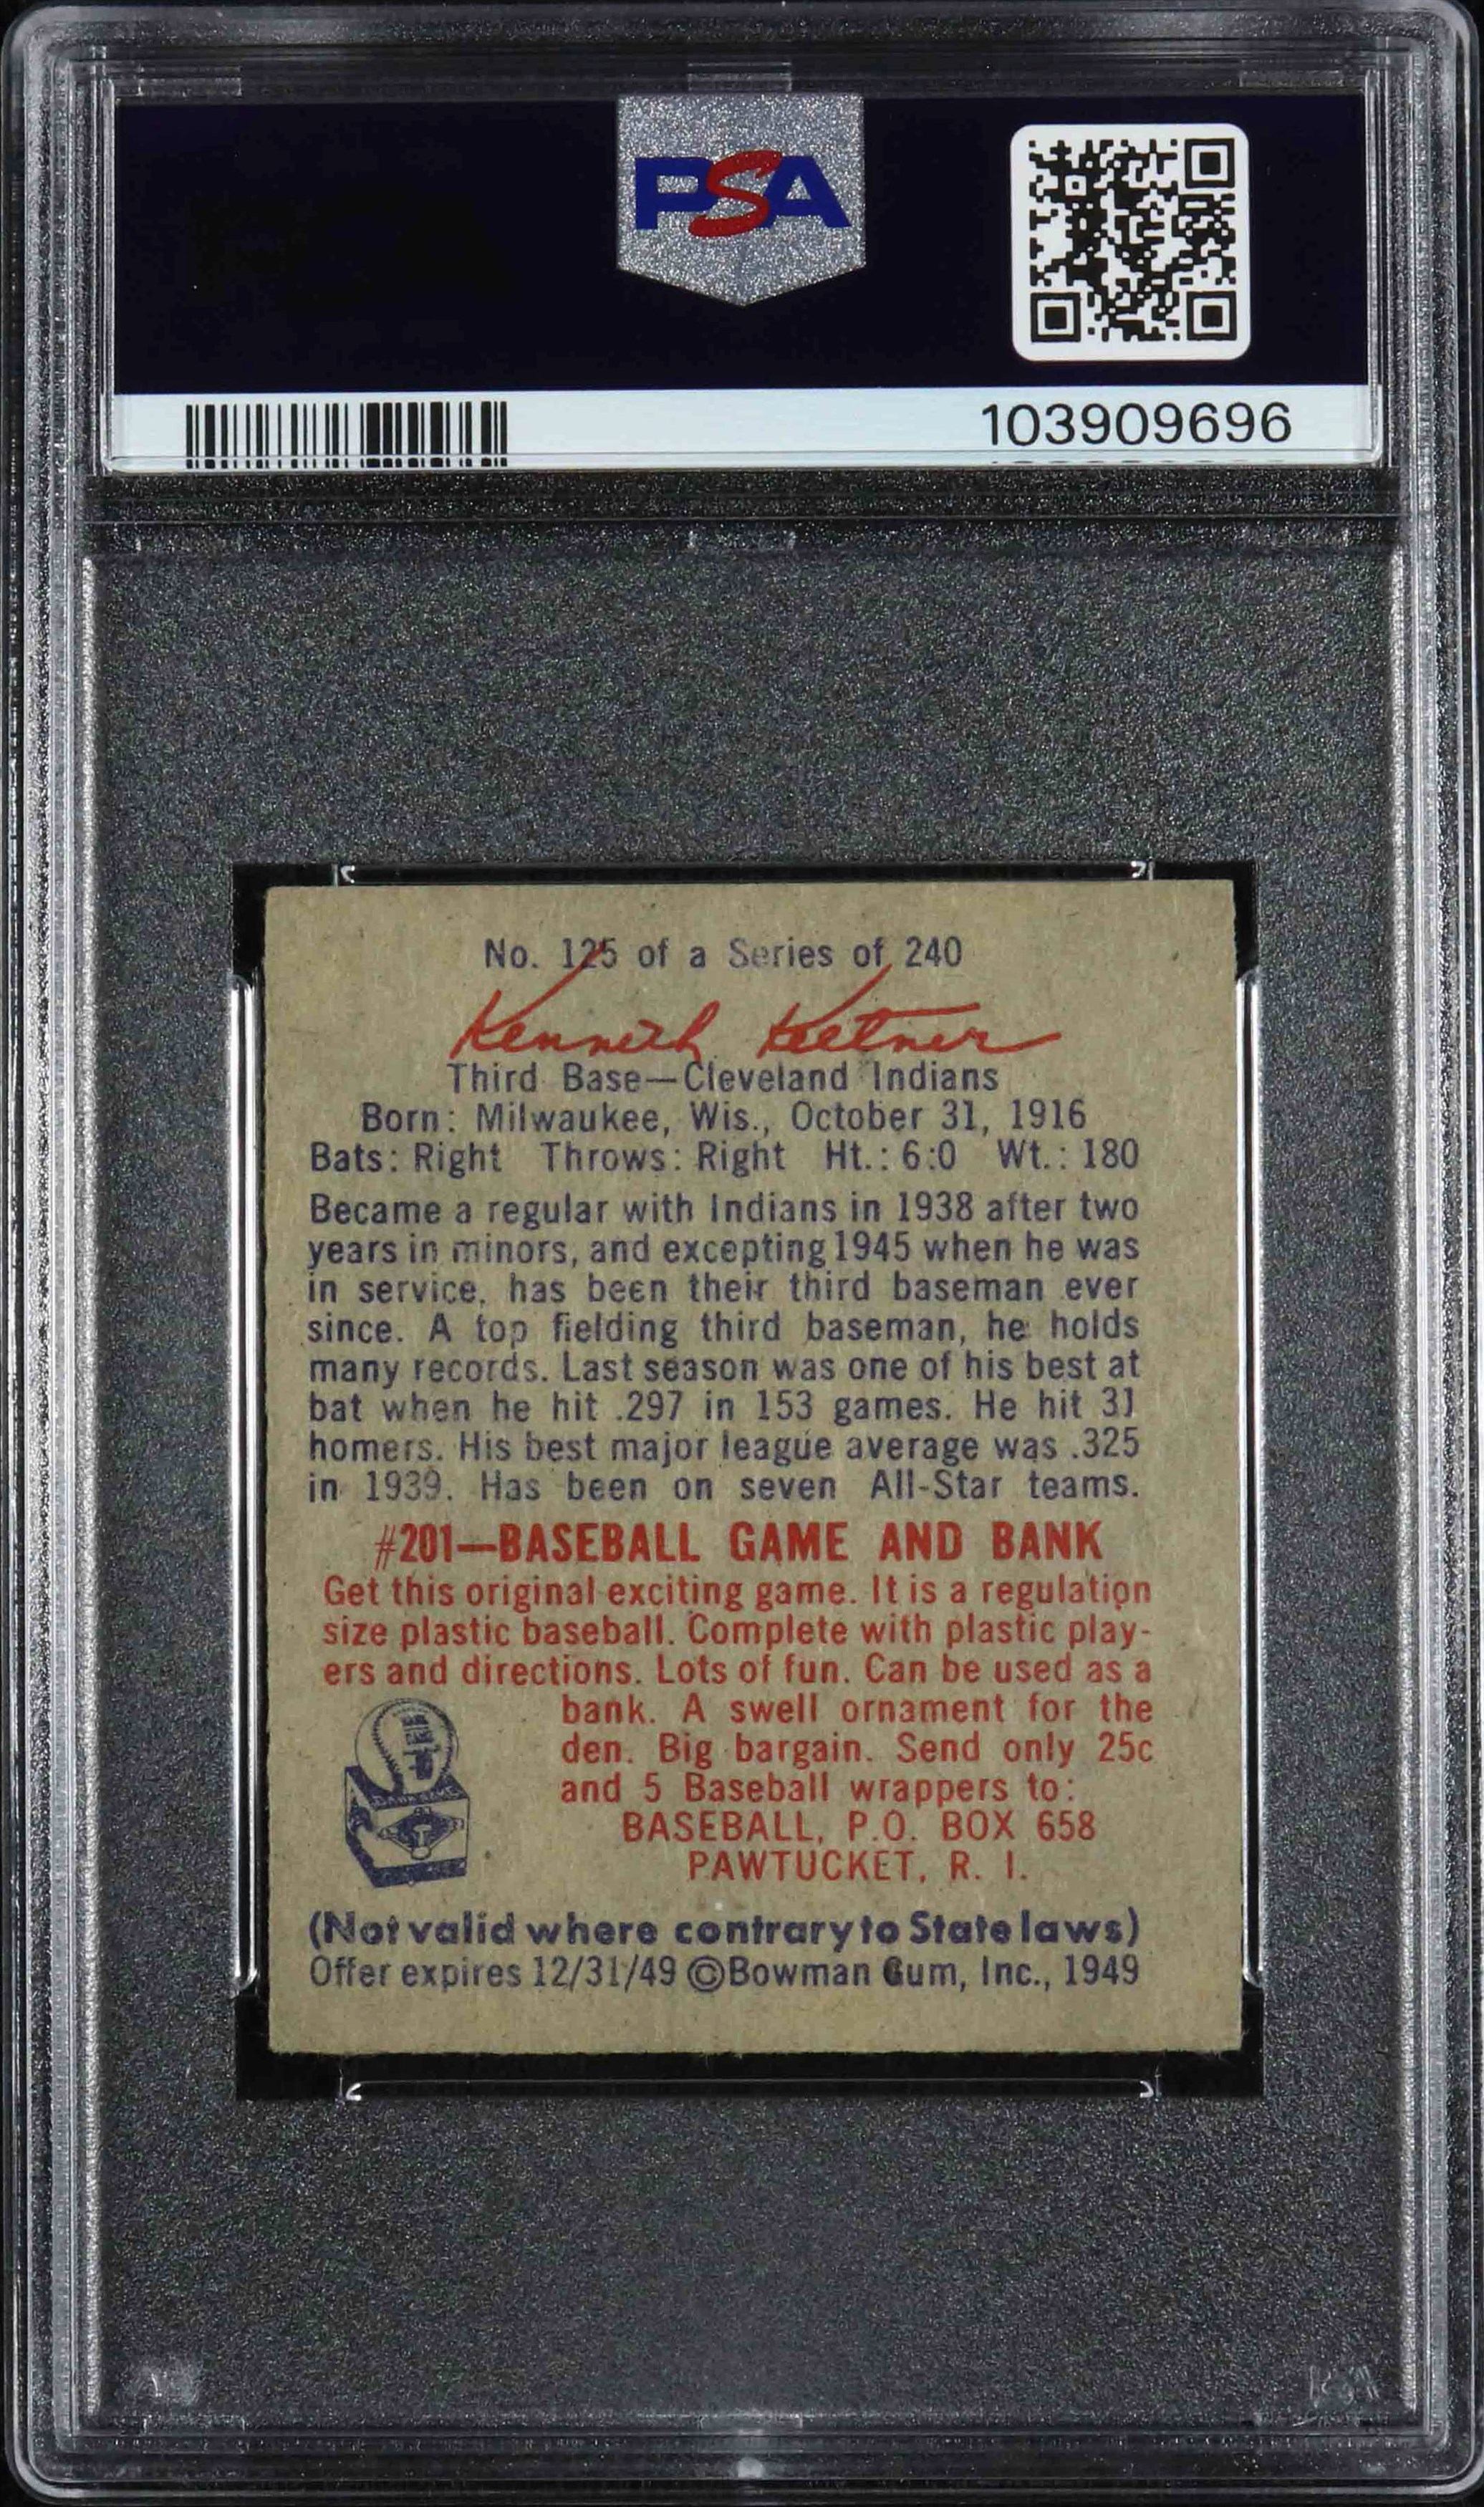 PSA
103909696
No. 125 of a Series of 240
Kenneth Keltner
Third Base—Cleveland Indians
Born: Milwaukee, Wis., October 31, 1916
Bats: Right Throws: Right Ht.: 6:0 Wt.: 180
Became a regular with Indians in 1938 after two
years in minors, and excepting 1945 when he was
in service, has been their third baseman ever
since. A top fielding third baseman, he holds
many records. Last season was one of his best at
bat when he hit .297 in 153 games. He hit 31
homers. His best major league average was .325
in 1939. Has been on seven All-Star teams.
#201—BASEBALL GAME AND BANK
Get this original exciting game. It is a regulation
size plastic baseball. Complete with plastic play-
ers and directions. Lots of fun. Can be used as a
bank. A swell ornament for the
den. Big bargain. Send only 25c
and 5 Baseball wrappers to:
BASEBALL, P.O. BOX 658
PAWTUCKET, R. I.
(Not valid where contrary to State laws)
Offer expires 12/31/49 ©Bowman Gum, Inc., 1949